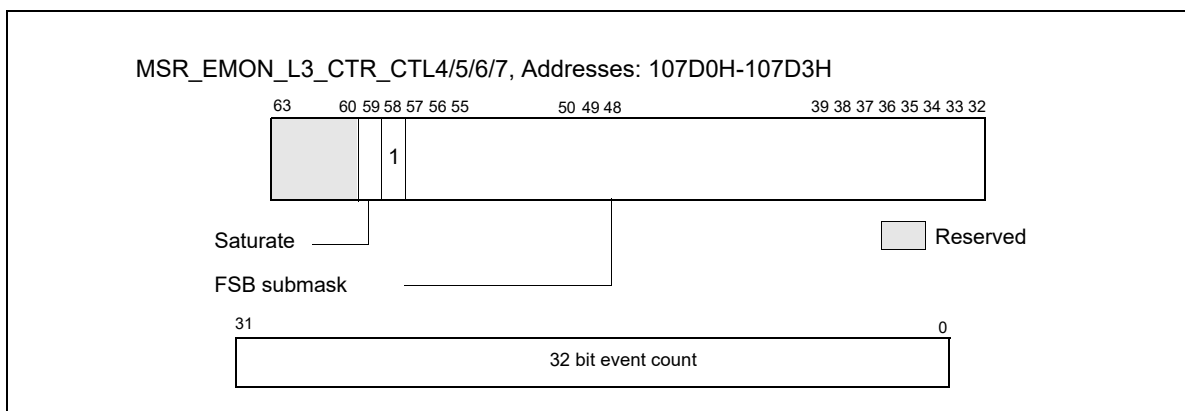 MSR_EMON_L3_CTR_CTL4/5/6/7, Addresses: 107D0H-107D3H
63 60 59 58 57 56 55 50 49 48 39 38 37 36 35 34 33 32
1
Saturate
Reserved
FSB submask
31 0
32 bit event count